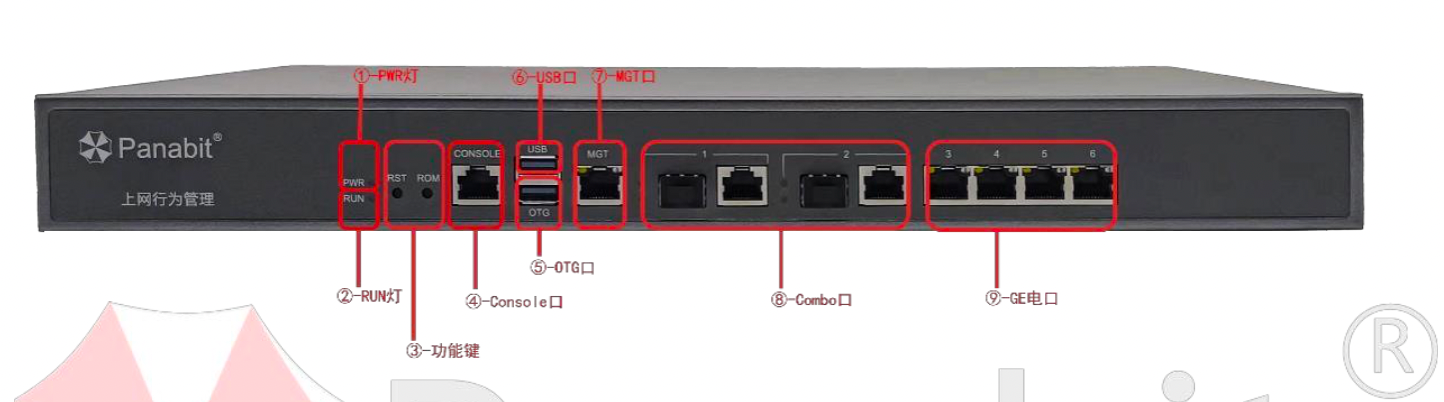 ①-PWR灯
⑥-USB口
⑦-MGT口
Panabit®
上网行为管理
PWR
RUN
RST
ROM
CONSOLE
USB
OTG
MGT
1
2
3
4
5
6
⑤-OTG口
②-RUN灯
④-Console口
⑧-Combo口
⑨-GE电口
③-功能键
®